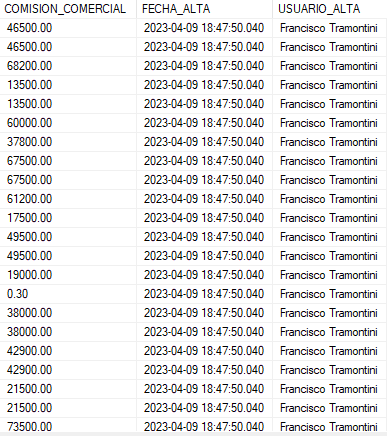 COMISION_COMERCIAL FECHA_ALTA USUARIO_ALTA
46500.00 2023-04-09 18:47:50.040 Francisco Tramontini
46500.00 2023-04-09 18:47:50.040 Francisco Tramontini
68200.00 2023-04-09 18:47:50.040 Francisco Tramontini
13500.00 2023-04-09 18:47:50.040 Francisco Tramontini
13500.00 2023-04-09 18:47:50.040 Francisco Tramontini
60000.00 2023-04-09 18:47:50.040 Francisco Tramontini
37800.00 2023-04-09 18:47:50.040 Francisco Tramontini
67500.00 2023-04-09 18:47:50.040 Francisco Tramontini
67500.00 2023-04-09 18:47:50.040 Francisco Tramontini
61200.00 2023-04-09 18:47:50.040 Francisco Tramontini
17500.00 2023-04-09 18:47:50.040 Francisco Tramontini
49500.00 2023-04-09 18:47:50.040 Francisco Tramontini
49500.00 2023-04-09 18:47:50.040 Francisco Tramontini
19000.00 2023-04-09 18:47:50.040 Francisco Tramontini
0.30 2023-04-09 18:47:50.040 Francisco Tramontini
38000.00 2023-04-09 18:47:50.040 Francisco Tramontini
38000.00 2023-04-09 18:47:50.040 Francisco Tramontini
42900.00 2023-04-09 18:47:50.040 Francisco Tramontini
42900.00 2023-04-09 18:47:50.040 Francisco Tramontini
21500.00 2023-04-09 18:47:50.040 Francisco Tramontini
21500.00 2023-04-09 18:47:50.040 Francisco Tramontini
73500.00 2023-04-09 18:47:50.040 Francisco Tramontini